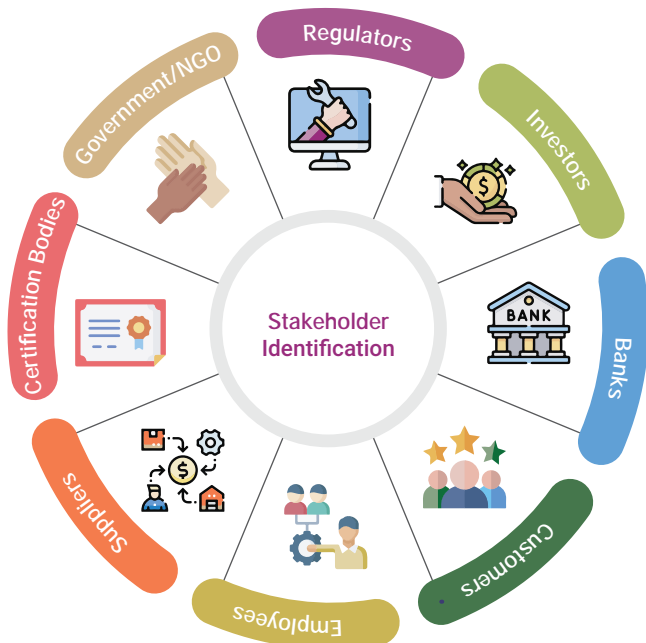 Regulators
Investors
Banks
BANK
Customers
Employees
Suppliers
Certification Bodies
Government/NGO
Stakeholder
Identification